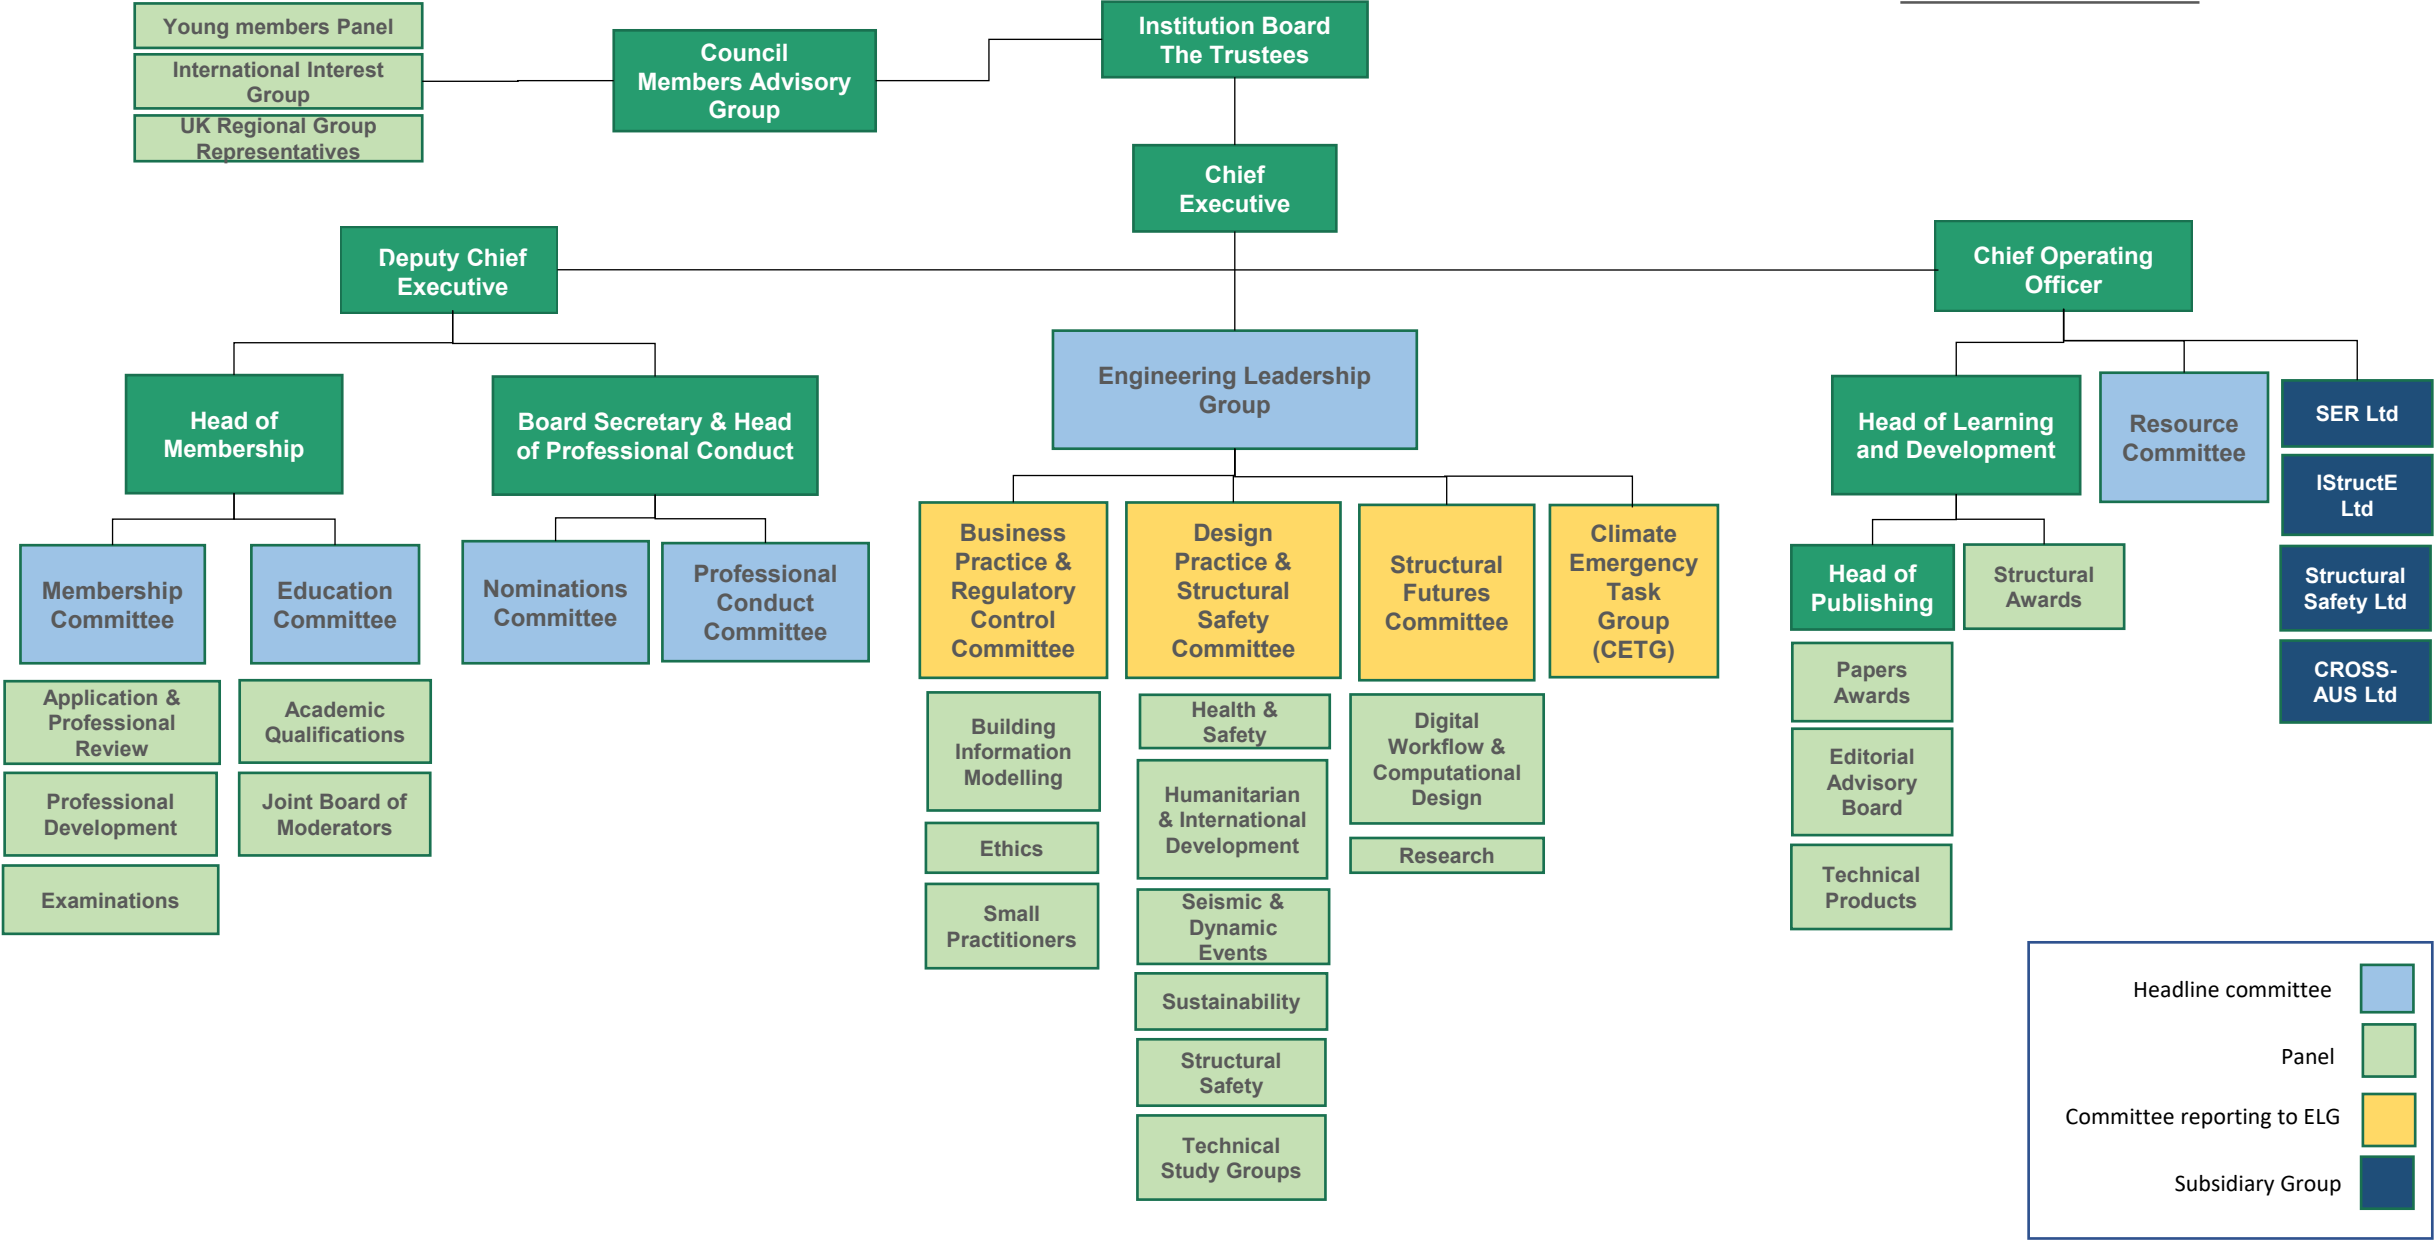 Young members Panel
International Interest
Group
UK Regional Group
Representatives
Council
Members Advisory
Group
Institution Board
The Trustees
Chief
Executive
Deputy Chief
Executive
Chief Operating
Officer
Head of
Membership
Board Secretary & Head
of Professional Conduct
Engineering Leadership
Group
Head of Learning
and Development
Resource
Committee
SER Ltd
IStructE
Ltd
Structural
Safety Ltd
CROSS-
AUS Ltd
Membership
Committee
Education
Committee
Nominations
Committee
Professional
Conduct
Committee
Business
Practice &
Regulatory
Control
Committee
Design
Practice &
Structural
Safety
Committee
Structural
Futures
Committee
Climate
Emergency
Task
Group
(CETG)
Head of
Publishing
Structural
Awards
Application &
Professional
Review
Professional
Development
Examinations
Academic
Qualifications
Joint Board of
Moderators
Building
Information
Modelling
Ethics
Small
Practitioners
Health &
Safety
Humanitarian
& International
Development
Seismic &
Dynamic
Events
Sustainability
Structural
Safety
Technical
Study Groups
Digital
Workflow &
Computational
Design
Research
Papers
Awards
Editorial
Advisory
Board
Technical
Products
Headline committee
Panel
Committee reporting to ELG
Subsidiary Group